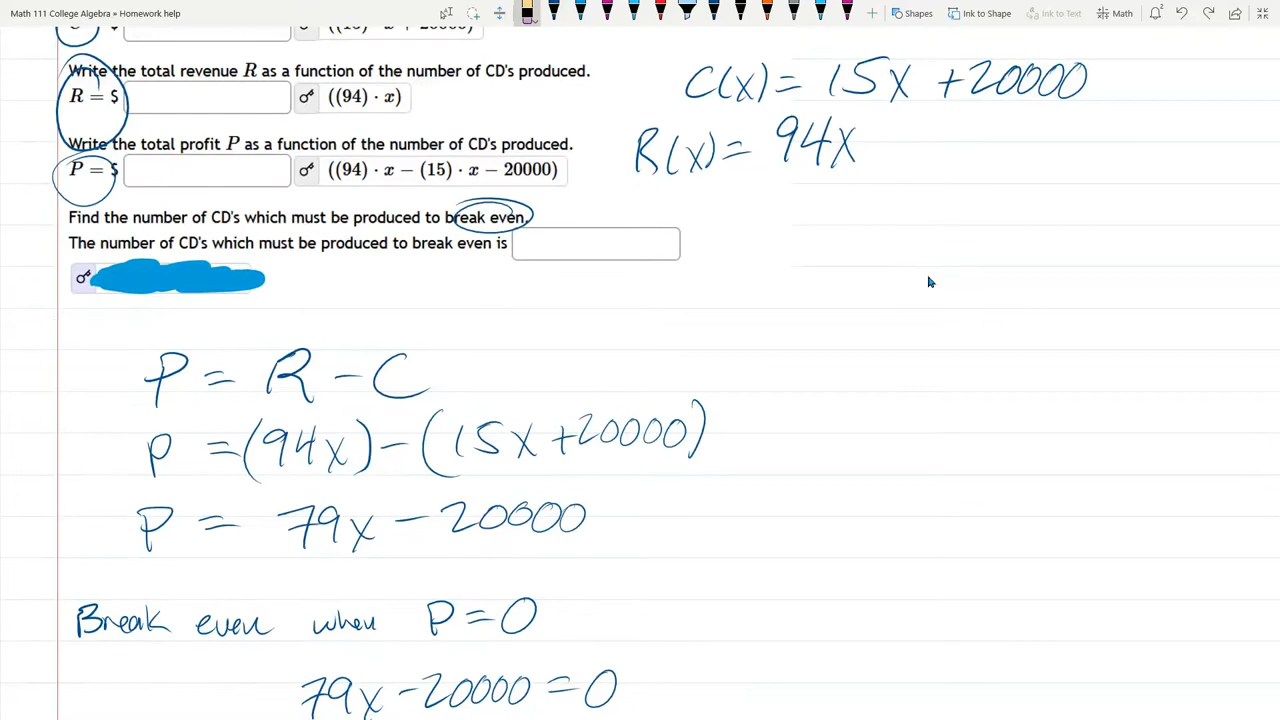 Math 111 College Algebra » Homework help
Shapes
Ink to Shape
Ink to Text
Math
((15) · x + 20000)
Write the total revenue R as a function of the number of CD's produced.
R = $
((94) · x)
Write the total profit P as a function of the number of CD's produced.
P = $
((94) · x − (15) · x − 20000)
Find the number of CD's which must be produced to break even.
The number of CD's which must be produced to break even is
C(x) = 15x + 20000
R(x) = 94x
P = R - C
P = (94x) - (15x + 20000)
P = 79x - 20000
Break even when P = 0
79x - 20000 = 0